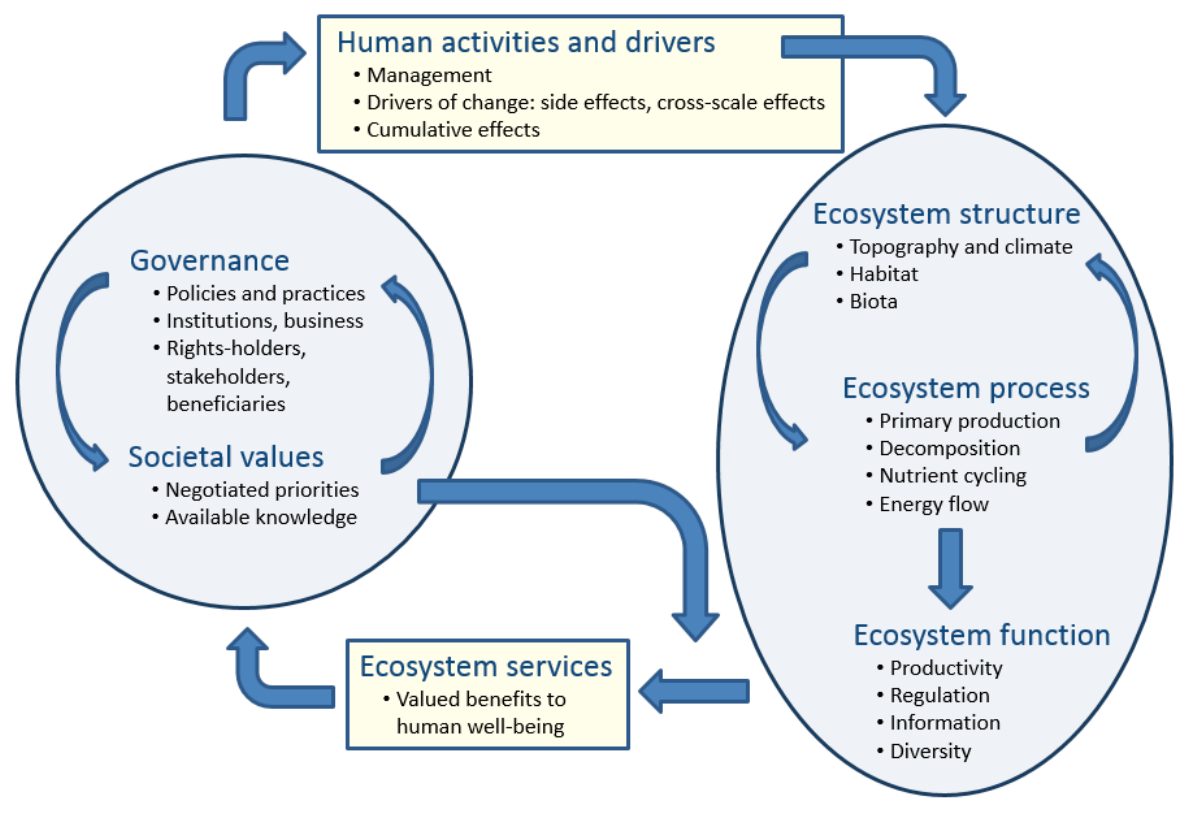 Human activities and drivers
• Management
• Drivers of change: side effects, cross-scale effects
• Cumulative effects
Governance
• Policies and practices
• Institutions, business
• Rights-holders,
stakeholders,
beneficiaries
Societal values
• Negotiated priorities
• Available knowledge
Ecosystem structure
• Topography and climate
• Habitat
• Biota
Ecosystem process
• Primary production
• Decomposition
• Nutrient cycling
• Energy flow
Ecosystem function
• Productivity
• Regulation
• Information
• Diversity
Ecosystem services
• Valued benefits to
human well-being